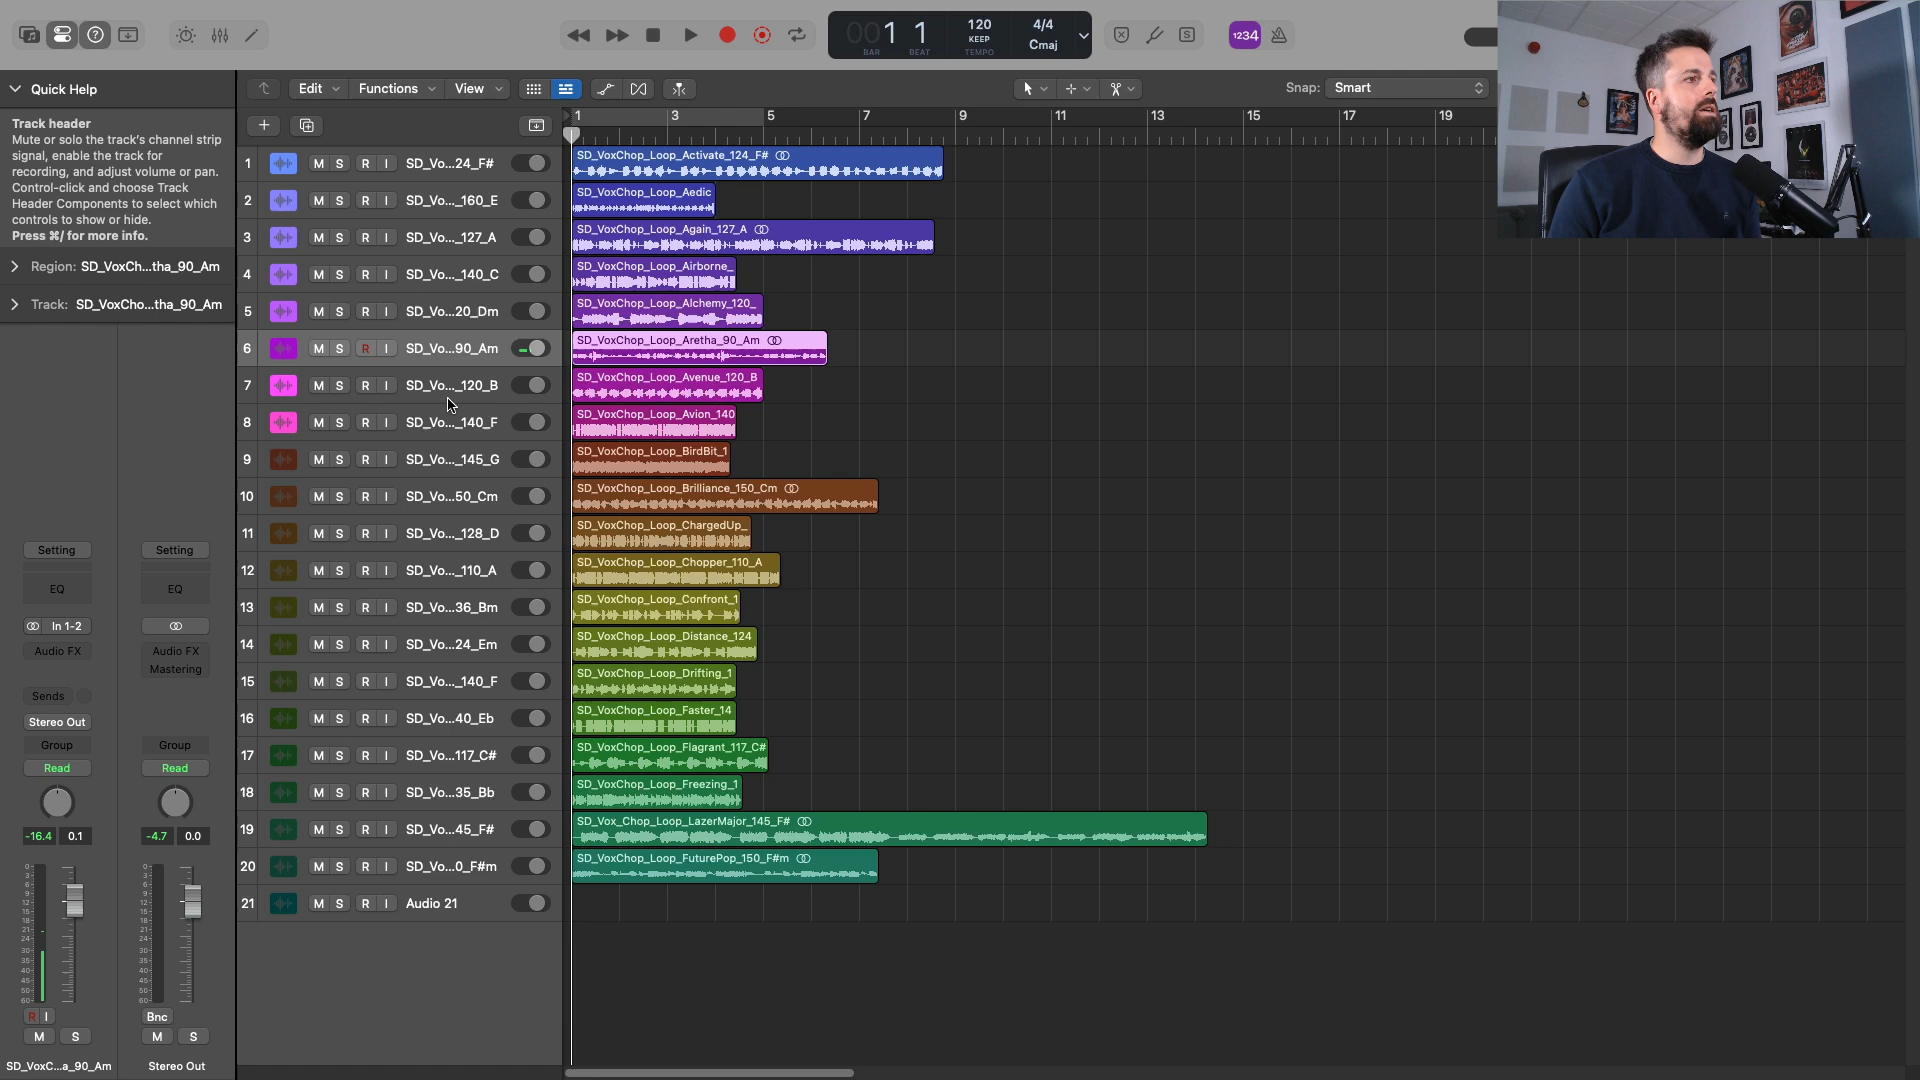 1 1
BAR
BEAT
120
KEEP
TEMPO
4/4
Cmaj
S
1234
Quick Help
Edit
Functions
View
Snap: Smart
1 3 5 7 9 11 13 15 17 19
Track header
Mute or solo the track's channel strip
signal, enable the track for
recording, and adjust volume or pan.
Control-click and choose Track
Header Components to select which
controls to show or hide.
Press ⌘/ for more info.
Region: SD_VoxCh...tha_90_Am
Track: SD_VoxCho...tha_90_Am
1 M S R I SD_Vo...24_F# SD_VoxChop_Loop_Activate_124_F#
2 M S R I SD_Vo..._160_E SD_VoxChop_Loop_Aedic
3 M S R I SD_Vo..._127_A SD_VoxChop_Loop_Again_127_A
4 M S R I SD_Vo..._140_C SD_VoxChop_Loop_Airborne_
5 M S R I SD_Vo...20_Dm SD_VoxChop_Loop_Alchemy_120_
6 M S R I SD_Vo...90_Am SD_VoxChop_Loop_Aretha_90_Am
7 M S R I SD_Vo..._120_B SD_VoxChop_Loop_Avenue_120_B
8 M S R I SD_Vo..._140_F SD_VoxChop_Loop_Avion_140
9 M S R I SD_Vo..._145_G SD_VoxChop_Loop_BirdBit_1
10 M S R I SD_Vo...50_Cm SD_VoxChop_Loop_Brilliance_150_Cm
11 M S R I SD_Vo..._128_D SD_VoxChop_Loop_ChargedUp_
12 M S R I SD_Vo..._110_A SD_VoxChop_Loop_Chopper_110_A
13 M S R I SD_Vo...36_Bm SD_VoxChop_Loop_Confront_1
14 M S R I SD_Vo...24_Em SD_VoxChop_Loop_Distance_124
15 M S R I SD_Vo..._140_F SD_VoxChop_Loop_Drifting_1
16 M S R I SD_Vo...40_Eb SD_VoxChop_Loop_Faster_14
17 M S R I SD_Vo...117_C# SD_VoxChop_Loop_Flagrant_117_C#
18 M S R I SD_Vo...35_Bb SD_VoxChop_Loop_Freezing_1
19 M S R I SD_Vo...45_F# SD_Vox_Chop_Loop_LazerMajor_145_F#
20 M S R I SD_Vo...0_F#m SD_VoxChop_Loop_FuturePop_150_F#m
21 M S R I Audio 21
Setting Setting
EQ EQ
In 1-2
Audio FX Audio FX
Mastering
Sends
Stereo Out
Group Group
Read Read
-16.4 0.1 -4.7 0.0
R I Bnc
M S M S
SD_VoxC...a_90_Am Stereo Out